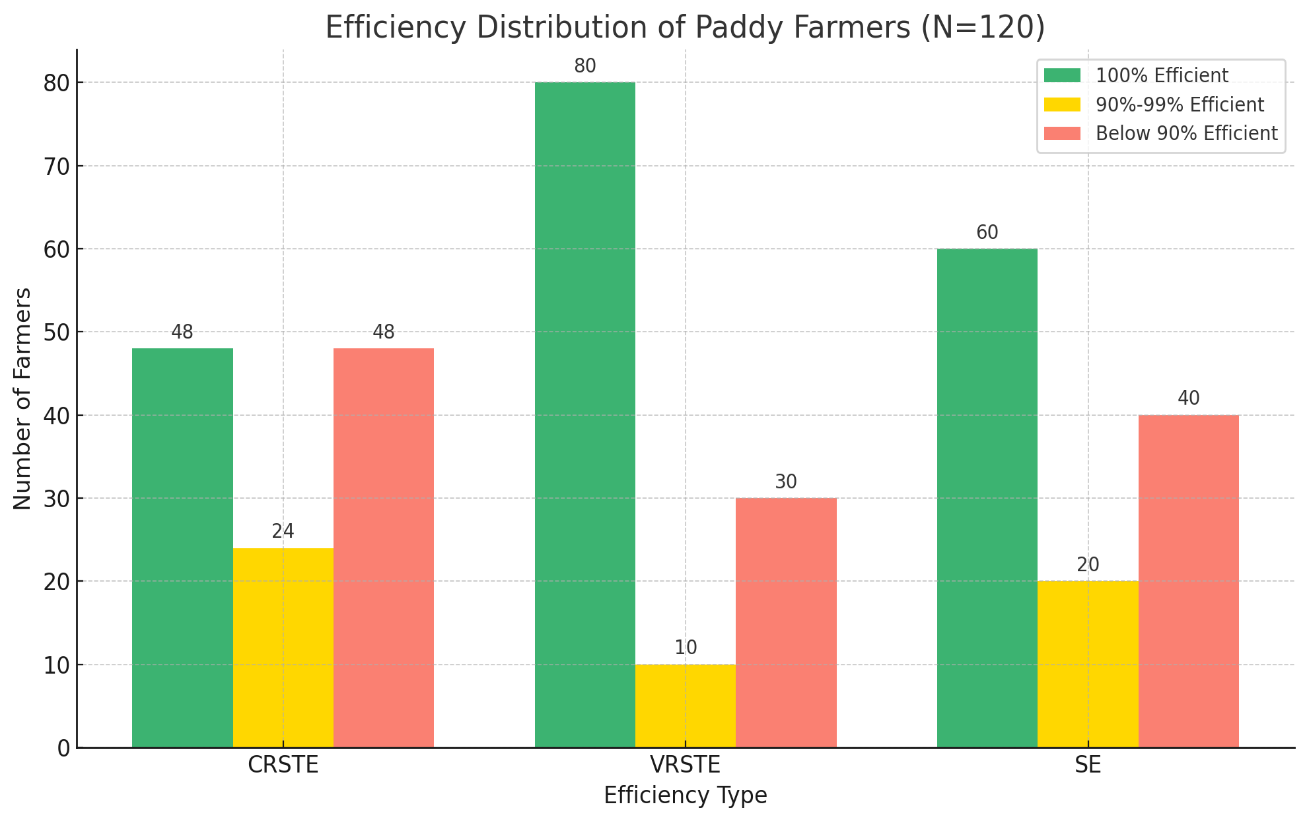 Efficiency Distribution of Paddy Farmers (N=120)
100% Efficient
90%-99% Efficient
Below 90% Efficient
Number of Farmers
80
70
60
50
40
30
20
10
0
48
24
48
80
10
30
60
20
40
CRSTE
VRSTE
SE
Efficiency Type